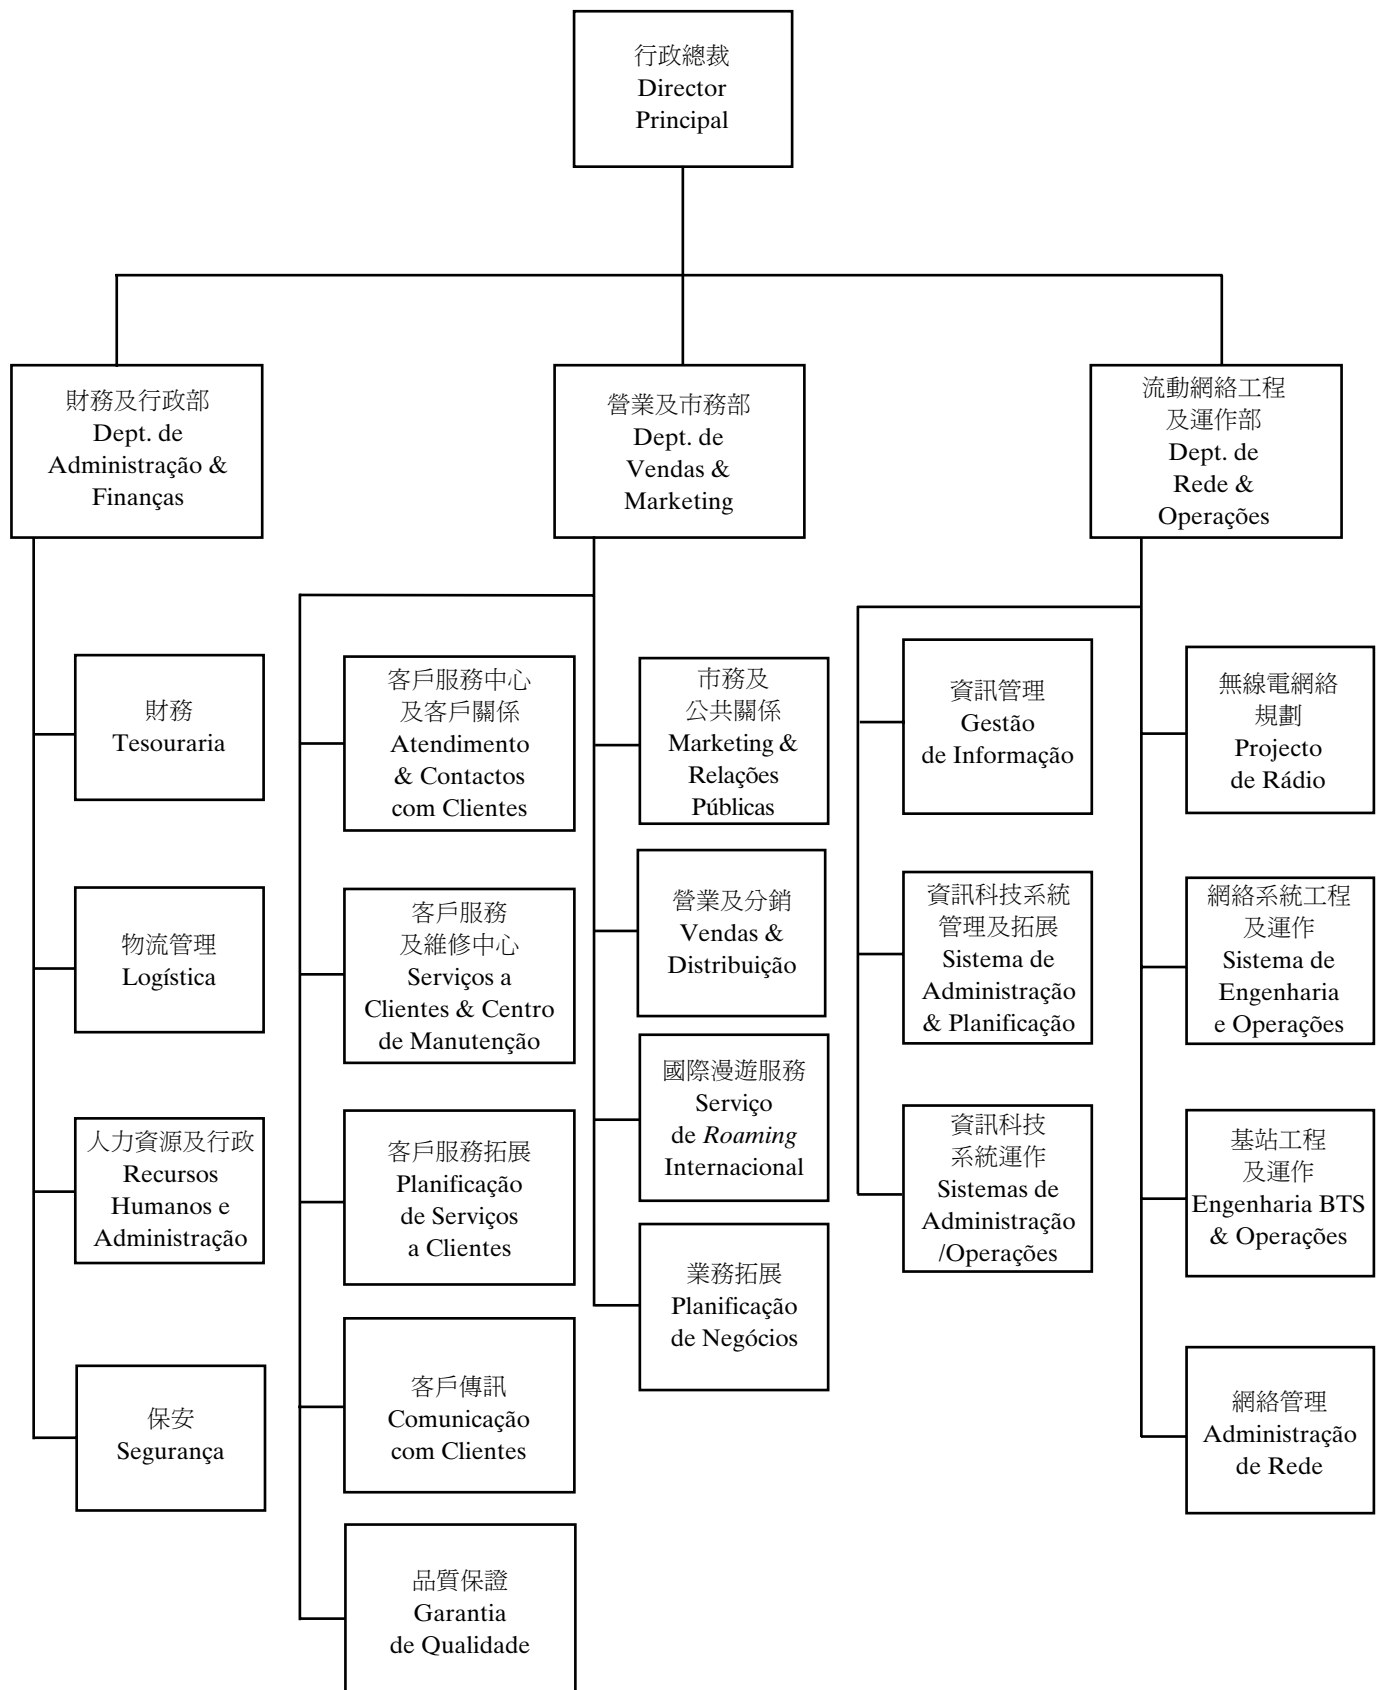 行政總裁
Director
Principal
財務及行政部
Dept. de
Administração &
Finanças
營業及市務部
Dept. de
Vendas &
Marketing
流動網絡工程
及運作部
Dept. de
Rede &
Operações
財務
Tesouraria
物流管理
Logística
人力資源及行政
Recursos
Humanos e
Administração
保安
Segurança
客戶服務中心
及客戶關係
Atendimento
& Contactos
com Clientes
客戶服務
及維修中心
Serviços a
Clientes & Centro
de Manutenção
客戶服務拓展
Planificação
de Serviços
a Clientes
客戶傳訊
Comunicação
com Clientes
品質保證
Garantia
de Qualidade
市務及
公共關係
Marketing &
Relações
Públicas
營業及分銷
Vendas &
Distribuição
國際漫遊服務
Serviço
de Roaming
Internacional
業務拓展
Planificação
de Negócios
資訊管理
Gestão
de Informação
資訊科技系統
管理及拓展
Sistema de
Administração
& Planificação
資訊科技
系統運作
Sistemas de
Administração
/Operações
無線電網絡
規劃
Projecto
de Rádio
網絡系統工程
及運作
Sistema de
Engenharia
e Operações
基站工程
及運作
Engenharia BTS
& Operações
網絡管理
Administração
de Rede